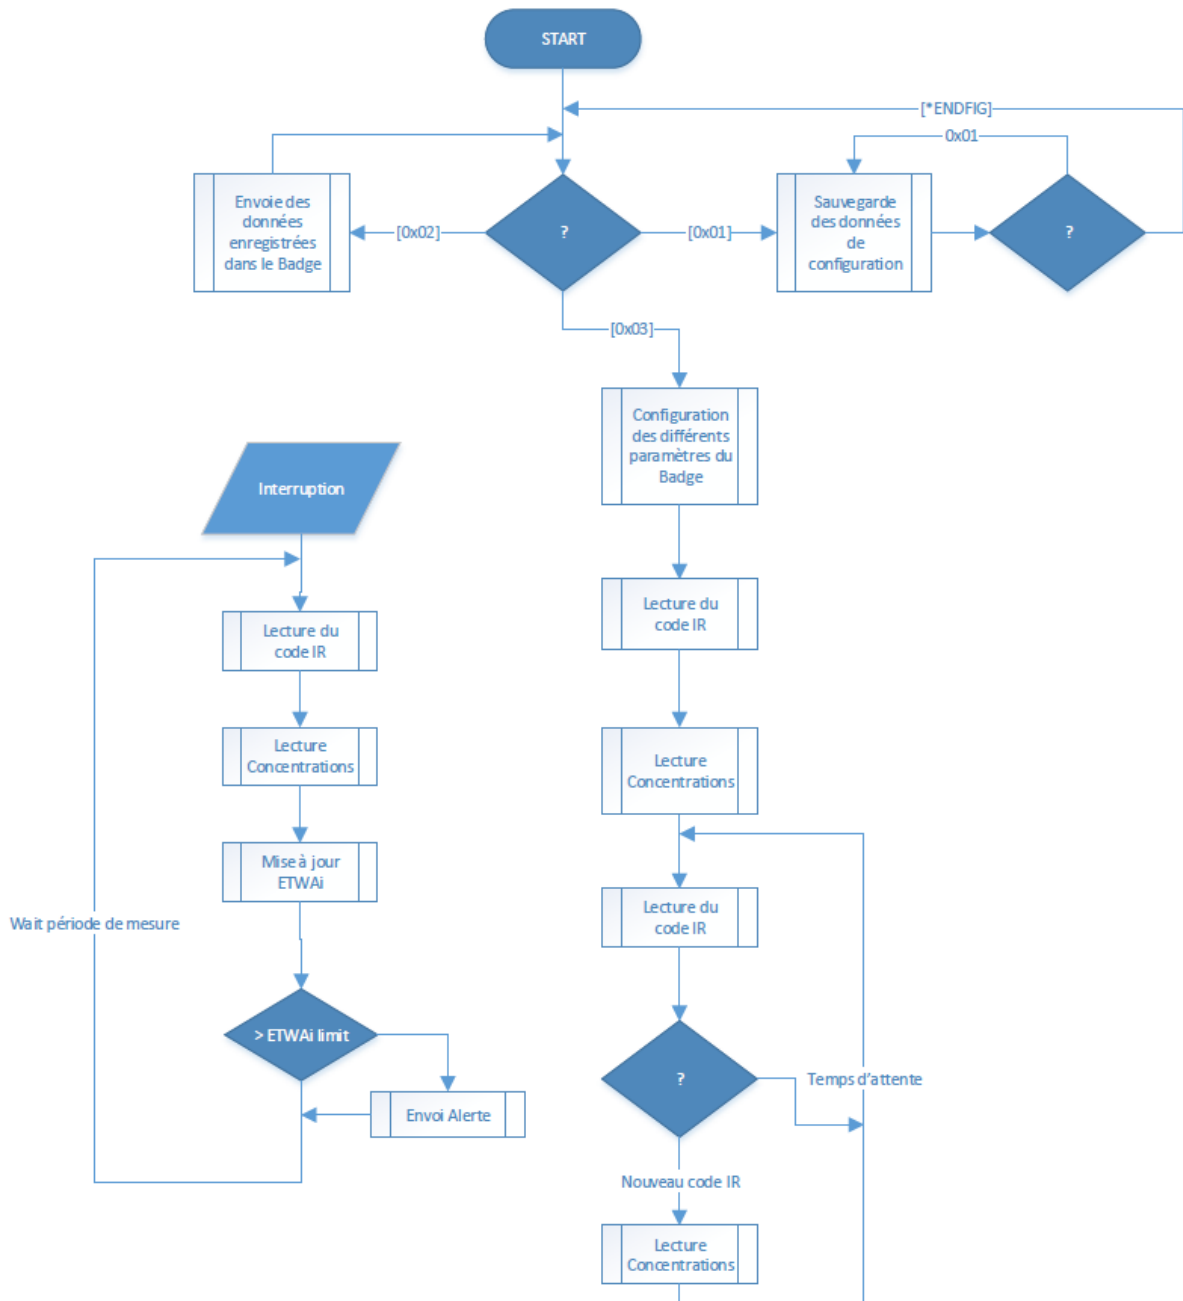 START
[*ENDFIG]
0x01
Envoie des
données
enregistrées
dans le Badge
[0x02]
?
[0x01]
Sauvegarde
des données
de
configuration
?
[0x03]
Configuration
des différents
paramètres du
Badge
Interruption
Lecture du
code IR
Lecture du
code IR
Lecture
Concentrations
Lecture
Concentrations
Mise à jour
ETWAi
Lecture du
code IR
Wait période de mesure
> ETWAi limit
?
Temps d'attente
Envoi Alerte
Nouveau code IR
Lecture
Concentrations